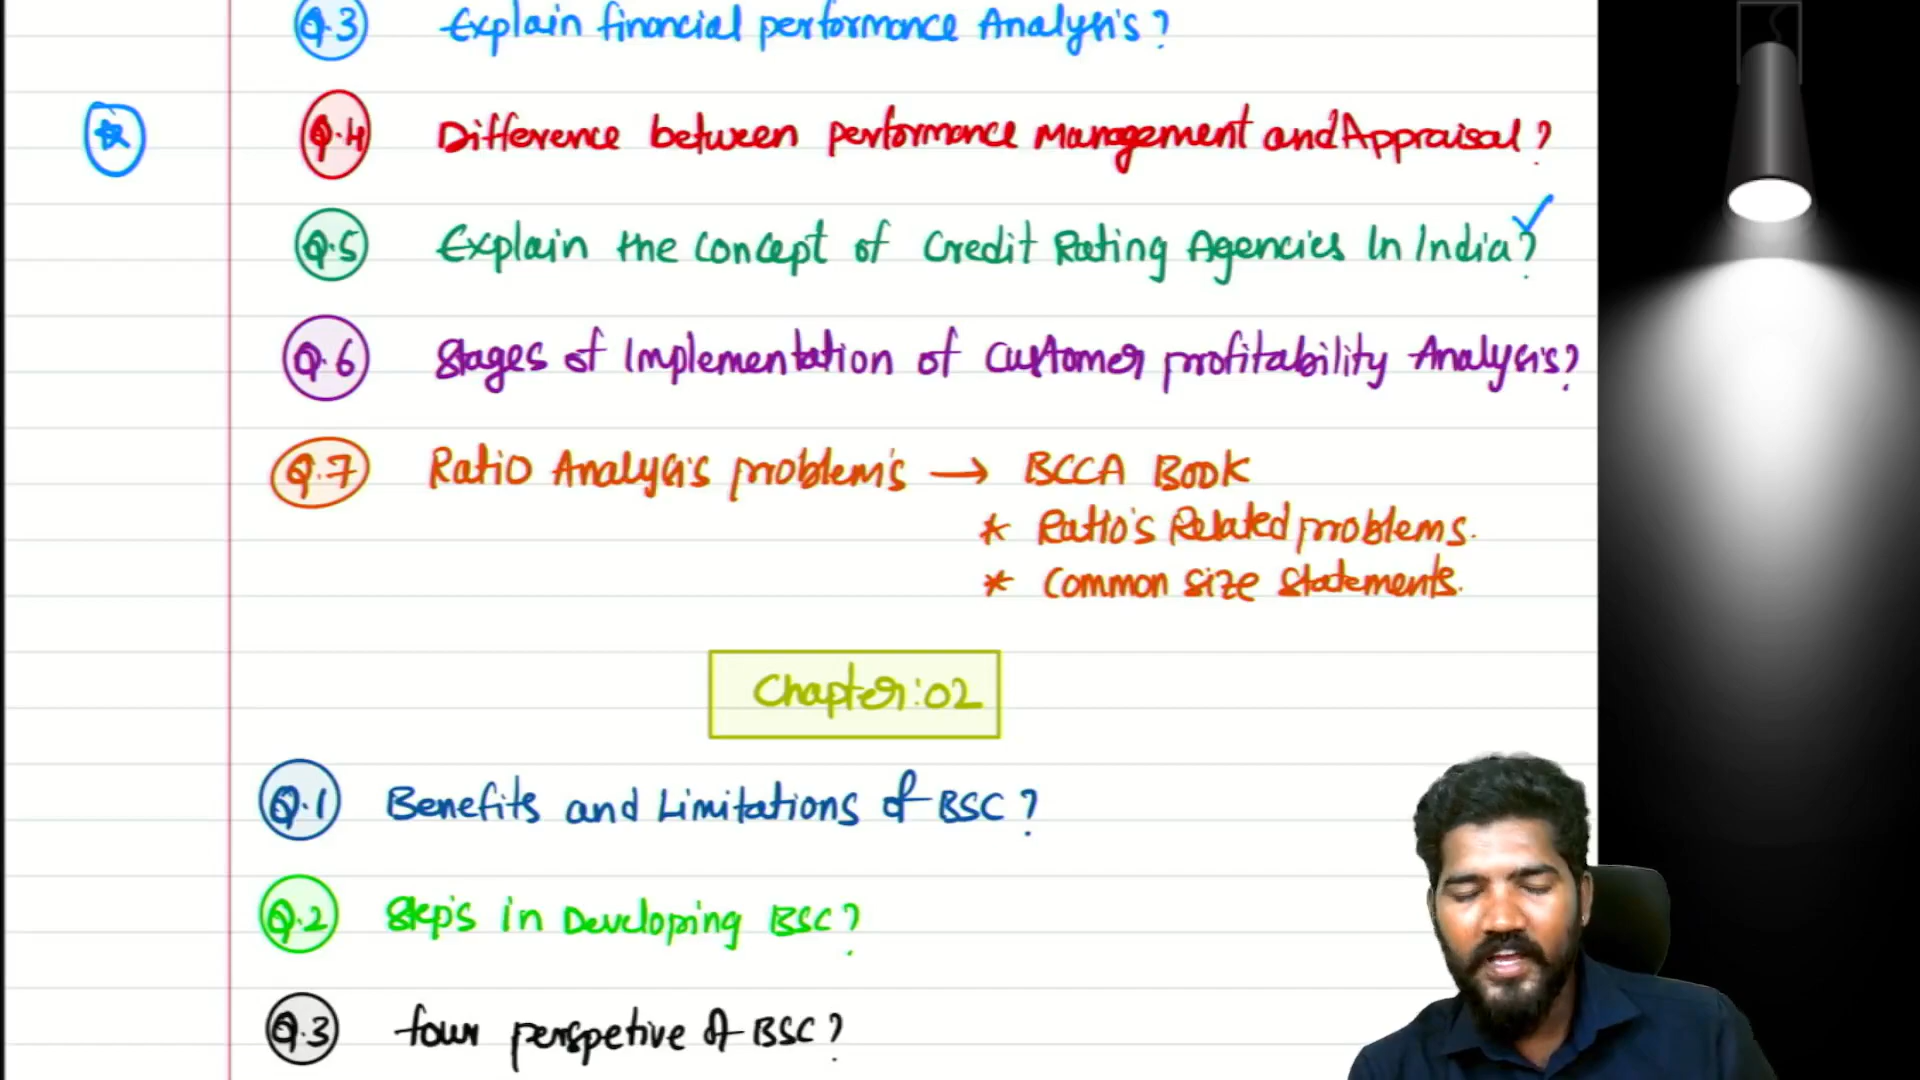 Q.3 Explain financial performance Analysis?
Q.4 Difference between performance Management and Appraisal?
Q.5 Explain the concept of Credit Rating Agencies In India?
Q.6 Stages of Implementation of Customer profitability Analysis?
Q.7 Ratio Analysis problem's → BCCA BOOK
* Ratio's Related problems.
* Common size statements.
Chapter:02
Q.1 Benefits and Limitations of BSC?
Q.2 Step's in Developing BSC?
Q.3 four perspetive of BSC?